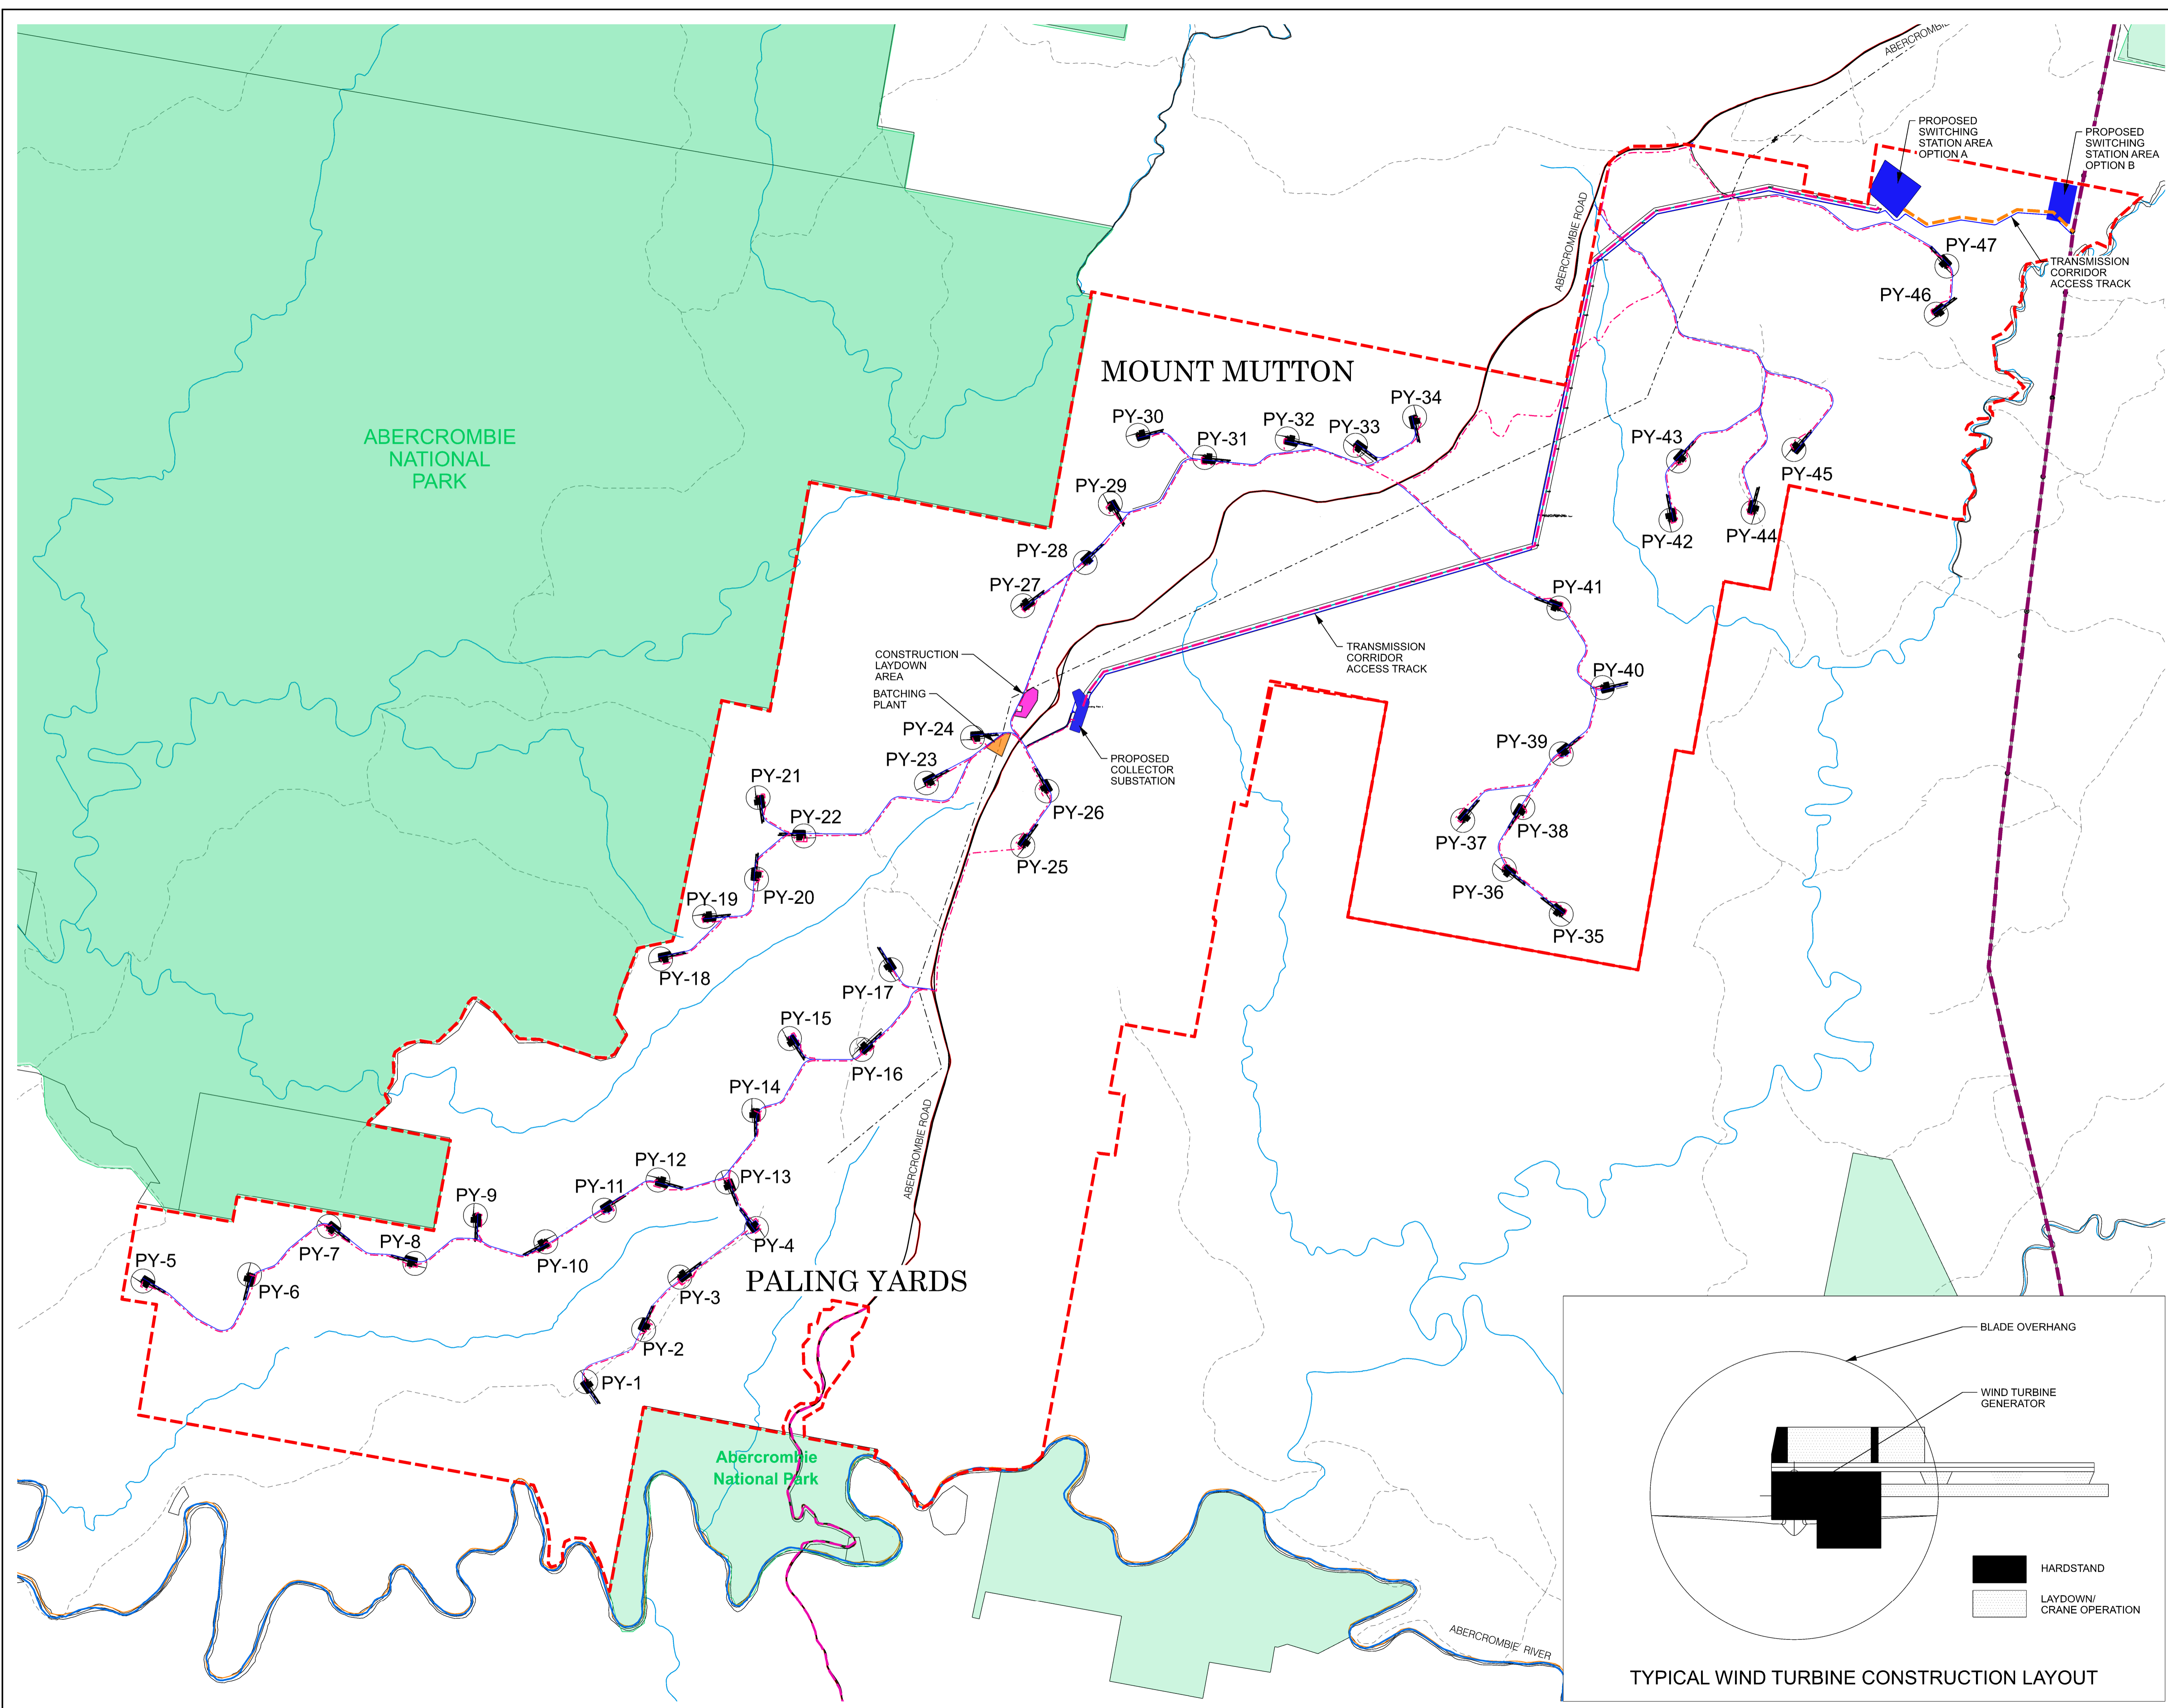 ABERCROMBIE
PROPOSED
SWITCHING
STATION AREA
OPTION A
PROPOSED
SWITCHING
STATION AREA
OPTION B
ABERCROMBIE ROAD
PY-47
TRANSMISSION
CORRIDOR
ACCESS TRACK
PY-46
MOUNT MUTTON
PY-30
PY-31
PY-32
PY-33
PY-34
ABERCROMBIE
NATIONAL
PARK
PY-43
PY-45
PY-29
PY-42
PY-44
PY-28
PY-27
PY-41
CONSTRUCTION
LAYDOWN
AREA
BATCHING
PLANT
TRANSMISSION
CORRIDOR
ACCESS TRACK
PY-40
PY-24
PY-23
PROPOSED
COLLECTOR
SUBSTATION
PY-39
PY-21
PY-22
PY-26
PY-25
PY-37
PY-38
PY-36
PY-35
PY-19
PY-20
PY-18
PY-17
PY-15
PY-16
PY-14
ABERCROMBIE ROAD
PY-12
PY-13
PY-11
PY-9
PY-10
PY-4
PY-7
PY-8
PY-5
PY-6
PY-3
PALING YARDS
PY-2
PY-1
Abercrombie
National Park
ABERCROMBIE RIVER
BLADE OVERHANG
WIND TURBINE
GENERATOR
HARDSTAND
LAYDOWN/
CRANE OPERATION
TYPICAL WIND TURBINE CONSTRUCTION LAYOUT